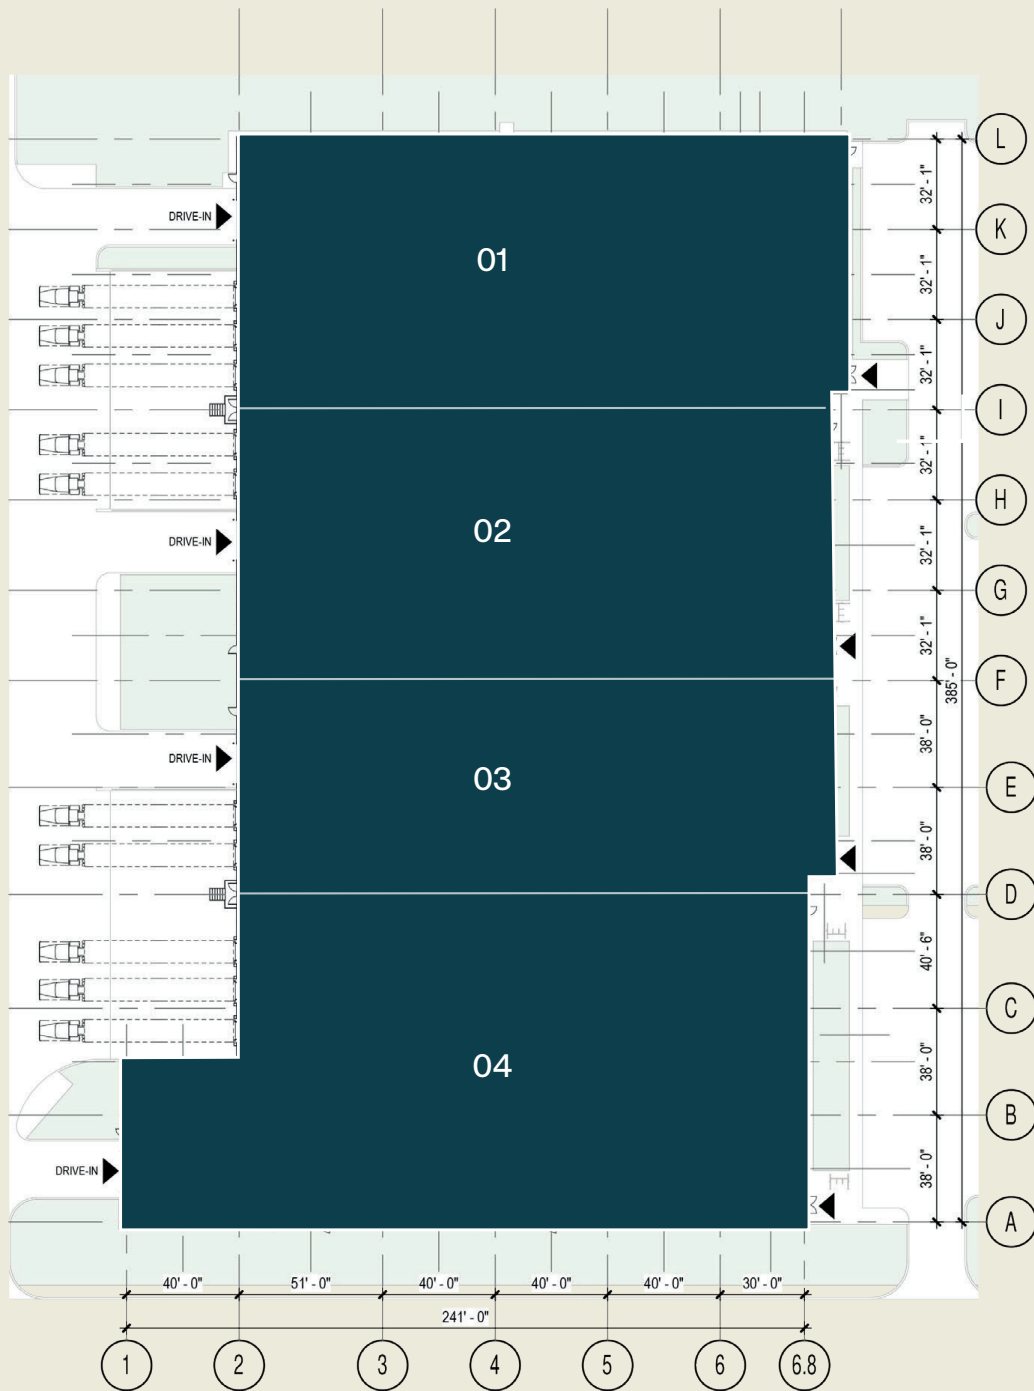 L
32' - 1"
DRIVE-IN
K
01
32' - 1"
J
32' - 1"
I
32' - 1"
H
02
DRIVE-IN
32' - 1"
G
32' - 1"
F
385' - 0"
38' - 0"
DRIVE-IN
03
E
38' - 0"
D
40' - 6"
C
04
38' - 0"
B
DRIVE-IN
38' - 0"
A
40' - 0" 51' - 0" 40' - 0" 40' - 0" 40' - 0" 30' - 0"
241' - 0"
1 2 3 4 5 6 6.8